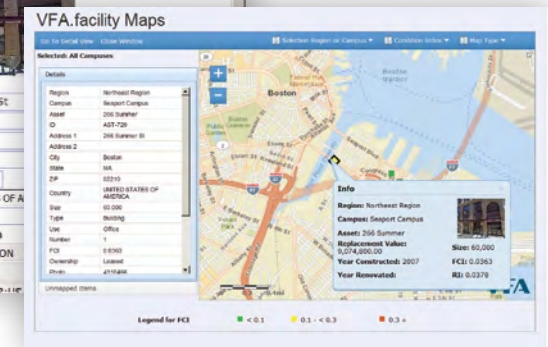 VFA.facility Maps
Go To Detail View Close Window
Selection Region or Campus
Condition Index
Map Type
Selected: All Campuses
Details
Region Northeast Region
Campus Seaport Campus
Asset 266 Summer
ID AST-726
Address 1 266 Summer St
Address 2
City Boston
State MA
ZIP 02210
Country UNITED STATES OF AMERICA
Size 60,000
Type Building
Use Office
Number 1
FCI 0.0363
Ownership Leased
Photo
Unmapped Items
Boston
Boston
Info
Region: Northeast Region
Campus: Seaport Campus
Asset: 266 Summer
Replacement Value:
9,074,800.00
Size: 60,000
Year Constructed: 2007
FCI: 0.0363
Year Renovated:
RI: 0.0378
Legend for FCI
< 0.1
0.1 - < 0.3
0.3 +